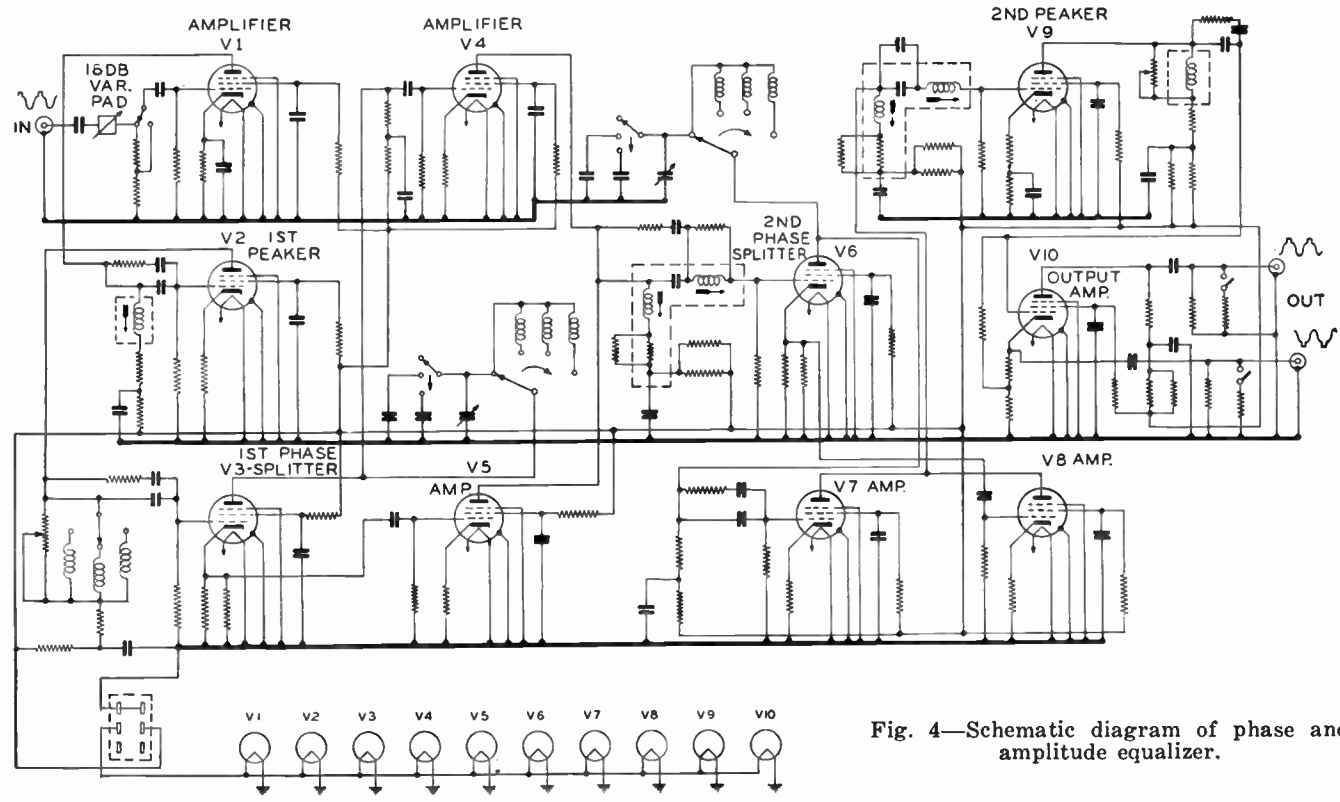 AMPLIFIER
V1
AMPLIFIER
V4
2ND PEAKER
V9
18DB
VAR.
PAD
IN
V2
1ST
PEAKER
2ND
PHASE
SPLITTER
V6
V10
OUTPUT
AMP.
OUT
1ST PHASE
V3-SPLITTER
V5
AMP.
V7 AMP.
V8 AMP.
V1 V2 V3 V4 V5 V6 V7 V8 V9 V10
Fig. 4—Schematic diagram of phase and
amplitude equalizer.